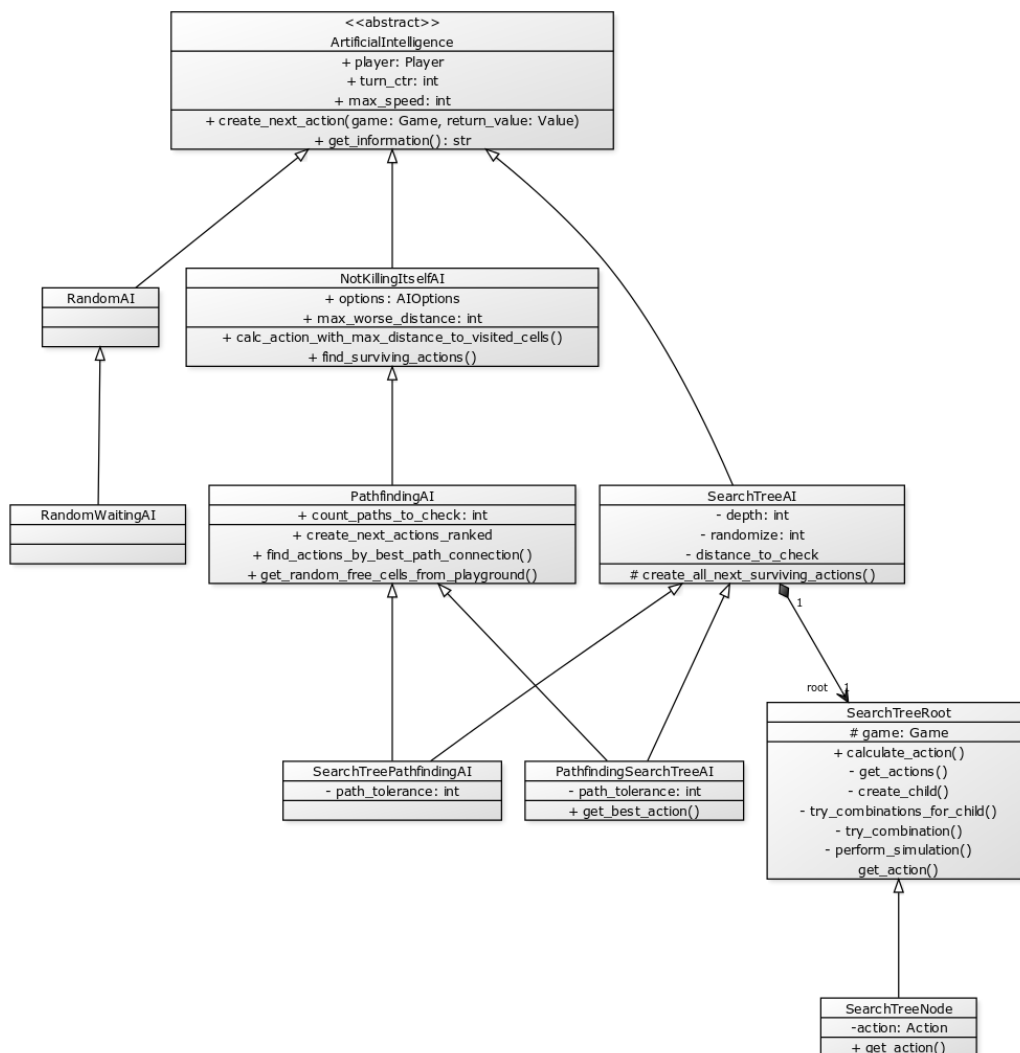 <<abstract>>
ArtificialIntelligence
+ player: Player
+ turn_ctr: int
+ max_speed: int
+ create_next_action(game: Game, return_value: Value)
+ get_information(): str
NotKillingItselfAI
+ options: AIOptions
+ max_worse_distance: int
+ calc_action_with_max_distance_to_visited_cells()
+ find_surviving_actions()
RandomAI
RandomWaitingAI
PathfindingAI
+ count_paths_to_check: int
+ create_next_actions_ranked
+ find_actions_by_best_path_connection()
+ get_random_free_cells_from_playground()
SearchTreeAI
- depth: int
- randomize: int
- distance_to_check
# create_all_next_surviving_actions()
1
root
1
SearchTreeRoot
# game: Game
+ calculate_action()
- get_actions()
- create_child()
- try_combinations_for_child()
- try_combination()
- perform_simulation()
get_action()
SearchTreePathfindingAI
- path_tolerance: int
PathfindingSearchTreeAI
- path_tolerance: int
+ get_best_action()
SearchTreeNode
-action: Action
+ get_action()